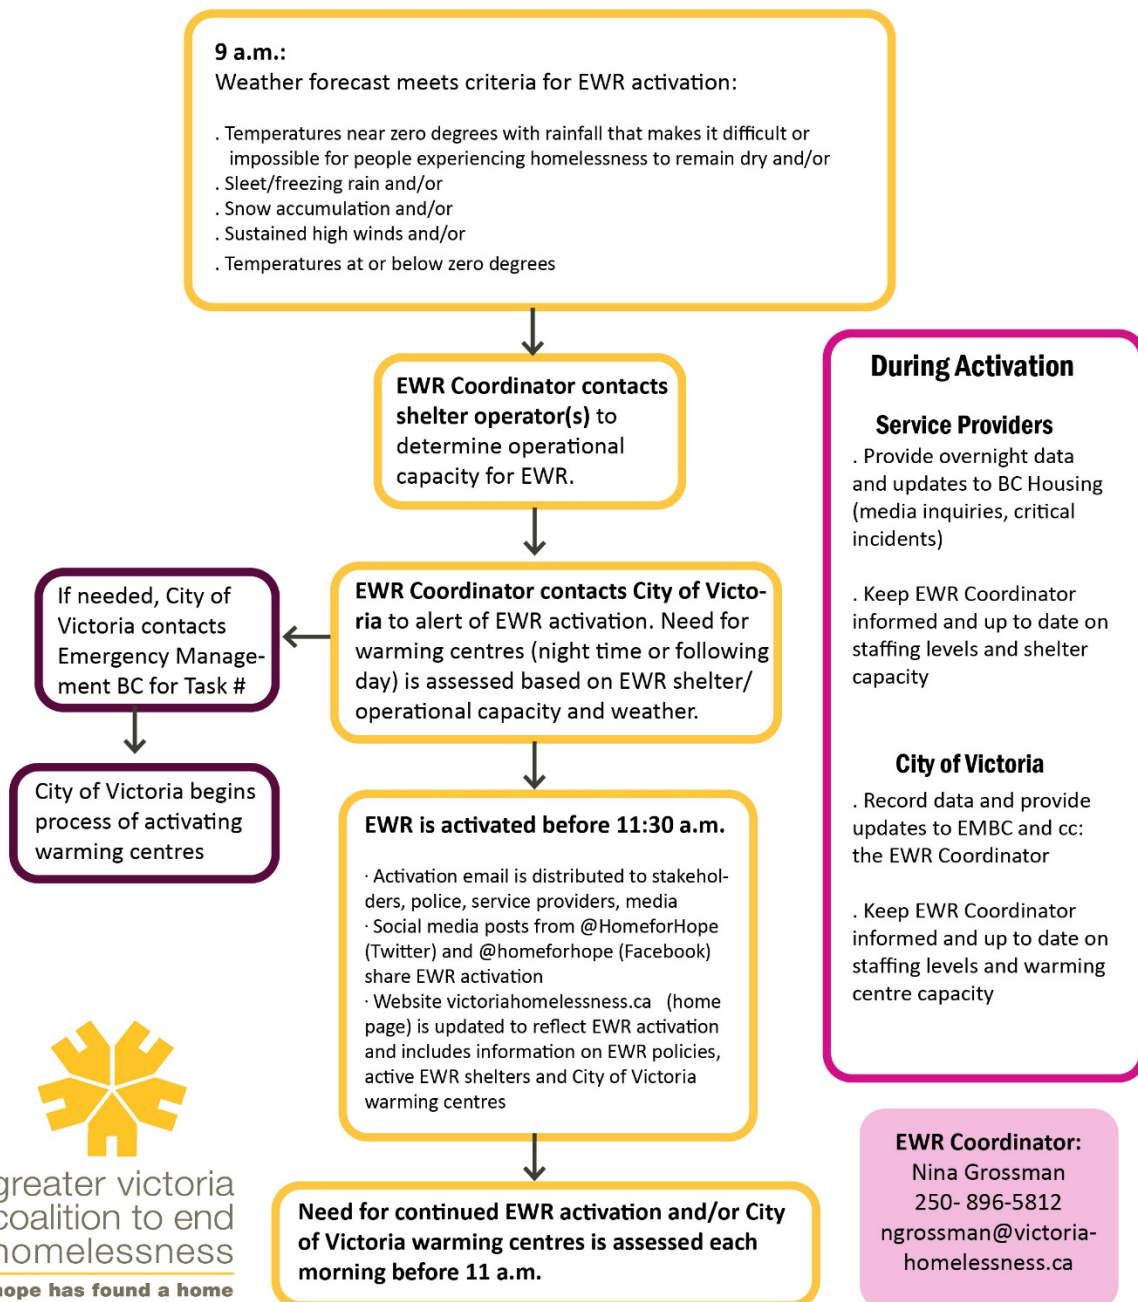 9 a.m.:
Weather forecast meets criteria for EWR activation:
. Temperatures near zero degrees with rainfall that makes it difficult or
impossible for people experiencing homelessness to remain dry and/or
. Sleet/freezing rain and/or
. Snow accumulation and/or
. Sustained high winds and/or
. Temperatures at or below zero degrees
EWR Coordinator contacts
shelter operator(s) to
determine operational
capacity for EWR.
EWR Coordinator contacts City of Victo-
ria to alert of EWR activation. Need for
warming centres (night time or following
day) is assessed based on EWR shelter/
operational capacity and weather.
If needed, City of
Victoria contacts
Emergency Manage-
ment BC for Task #
City of Victoria begins
process of activating
warming centres
EWR is activated before 11:30 a.m.
· Activation email is distributed to stakehol-
ders, police, service providers, media
· Social media posts from @HomeforHope
(Twitter) and @homeforhope (Facebook)
share EWR activation
· Website victoriahomelessness.ca (home
page) is updated to reflect EWR activation
and includes information on EWR policies,
active EWR shelters and City of Victoria
warming centres
Need for continued EWR activation and/or City
of Victoria warming centres is assessed each
morning before 11 a.m.
During Activation
Service Providers
. Provide overnight data
and updates to BC Housing
(media inquiries, critical
incidents)
. Keep EWR Coordinator
informed and up to date on
staffing levels and shelter
capacity
City of Victoria
. Record data and provide
updates to EMBC and cc:
the EWR Coordinator
. Keep EWR Coordinator
informed and up to date on
staffing levels and warming
centre capacity
EWR Coordinator:
Nina Grossman
250- 896-5812
ngrossman@victoria-
homelessness.ca
greater victoria
coalition to end
homelessness
hope has found a home